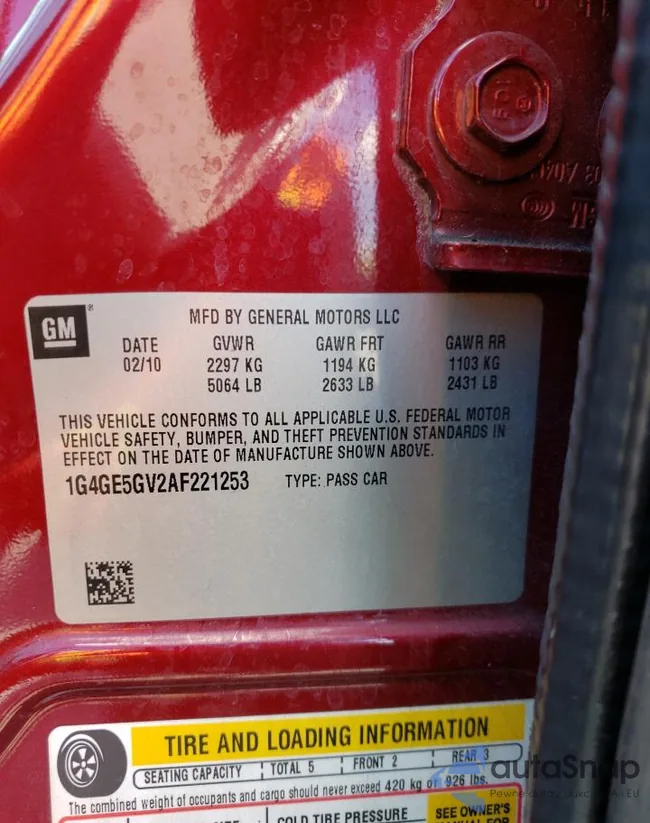 GM
MFD BY GENERAL MOTORS LLC
DATE GVWR GAWR FRT GAWR RR
02/10 2297 KG 1194 KG 1103 KG
5064 LB 2633 LB 2431 LB
THIS VEHICLE CONFORMS TO ALL APPLICABLE U.S. FEDERAL MOTOR
VEHICLE SAFETY, BUMPER, AND THEFT PREVENTION STANDARDS IN
EFFECT ON THE DATE OF MANUFACTURE SHOWN ABOVE.
1G4GE5GV2AF221253 TYPE: PASS CAR
TIRE AND LOADING INFORMATION
SEATING CAPACITY TOTAL 5 FRONT 2 REAR 3
The combined weight of occupants and cargo should never exceed 420 kg or 926 lbs.
COLD TIRE PRESSURE
SEE OWNER'S
MANUAL FOR
autaSnap